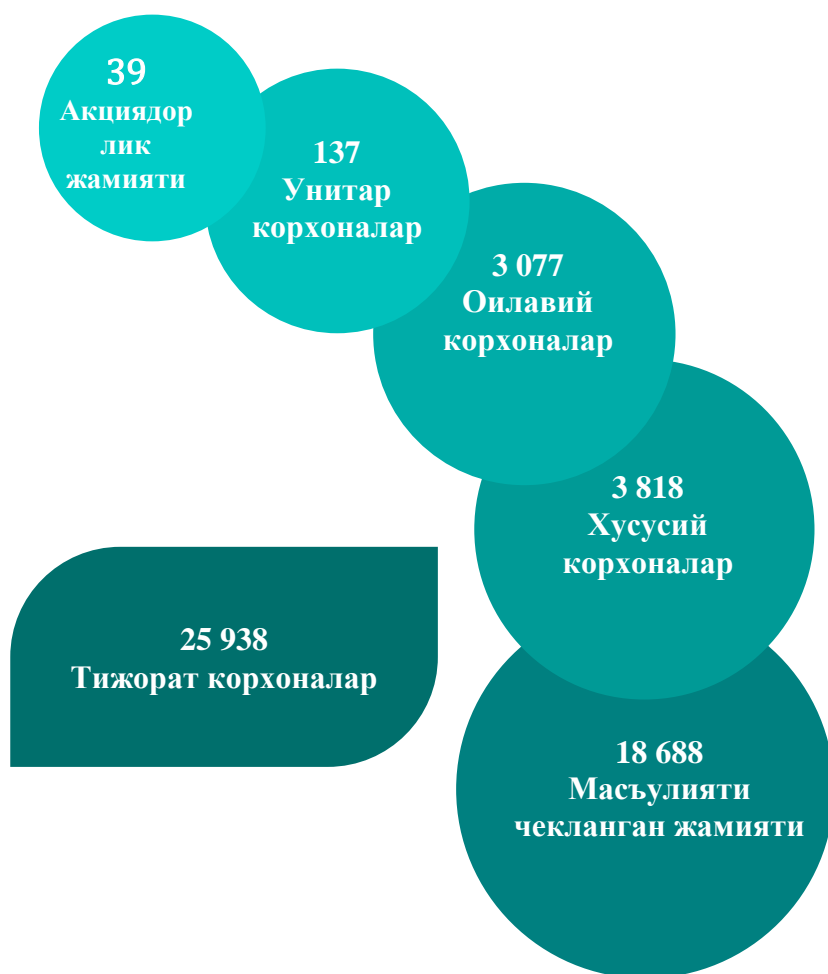 39
Акциядор
лик
жамияти
137
Унитар
корхоналар
3 077
Оилавий
корхоналар
3 818
Хусусий
корхоналар
25 938
Тижорат корхоналар
18 688
Масъулияти
чекланган жамияти